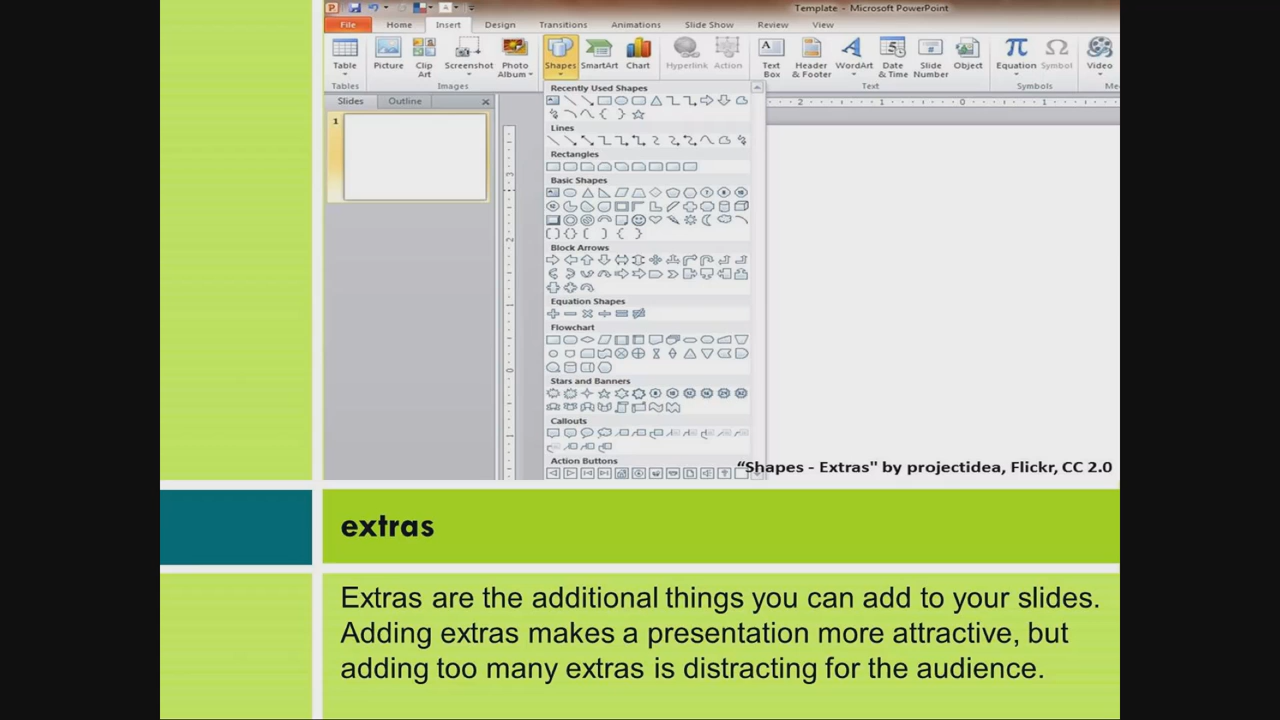 Template - Microsoft PowerPoint
File Home Insert Design Transitions Animations Slide Show Review View
Table Picture Clip Art Screenshot Photo Album Shapes SmartArt Chart Hyperlink Action Text Box Header & Footer WordArt Date & Time Slide Number Object Equation Symbol Video
Tables Images Text Symbols Me
Slides Outline
1
Recently Used Shapes
Lines
Rectangles
Basic Shapes
Block Arrows
Equation Shapes
Flowchart
Stars and Banners
Callouts
Action Buttons
“Shapes - Extras" by projectidea, Flickr, CC 2.0
extras
Extras are the additional things you can add to your slides.
Adding extras makes a presentation more attractive, but
adding too many extras is distracting for the audience.